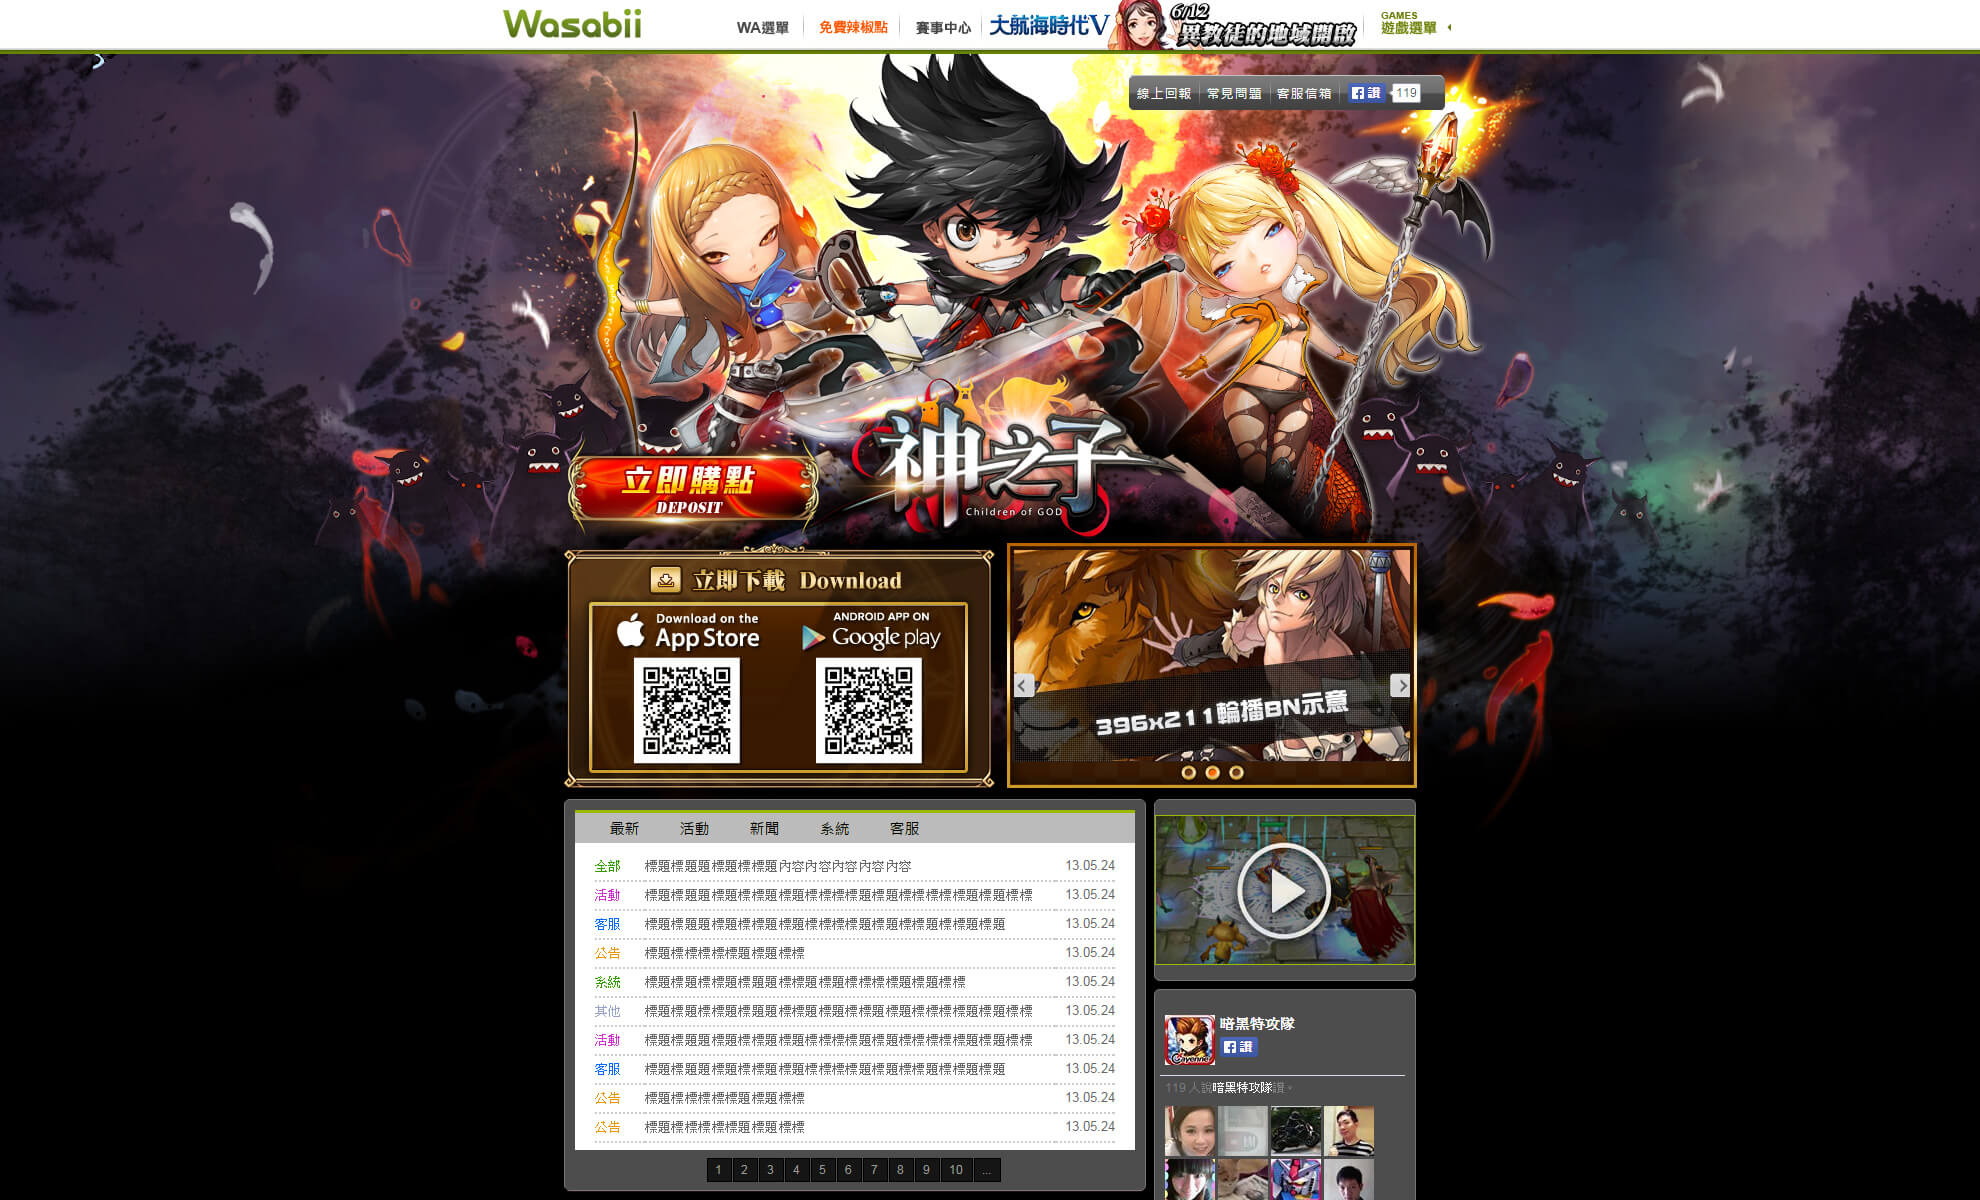 Wasabii
WA選單
免費辣椒點
賽事中心
大航海時代V
6/12
異教徒的地域開啟
GAMES
遊戲選單
線上回報
常見問題
客服信箱
讚
119
立即購點
DEPOSIT
神之子
Children of GOD
立即下載 Download
Download on the
App Store
ANDROID APP ON
Google play
396x211輪播BN示意
最新 活動 新聞 系統 客服
全部 標題標題題標題標標題內容內容內容內容內容 13.05.24
活動 標題標題題標題標標題標題標標標標題標題標標標標標題標題標標 13.05.24
客服 標題標題題標題標標題標題標標標標題標題標標題標標題標題 13.05.24
公告 標題標標標標標題標題標標 13.05.24
系統 標題標題標標題標題題標標題標題標標標標題標題標標 13.05.24
其他 標題標題標標題標題題標標題標題標標題標題標標標標題標題標標 13.05.24
活動 標題標題題標標題標題標題標標標題標題標標標標標題標題標標 13.05.24
客服 標題標題題標題標標題標題標標標標題標題標標題標標題標題 13.05.24
公告 標題標標標標標題標題標標 13.05.24
公告 標題標標標標標題標題標標 13.05.24
1 2 3 4 5 6 7 8 9 10 ...
暗黑特攻隊
Cayenne
讚
119 人說暗黑特攻隊讚。